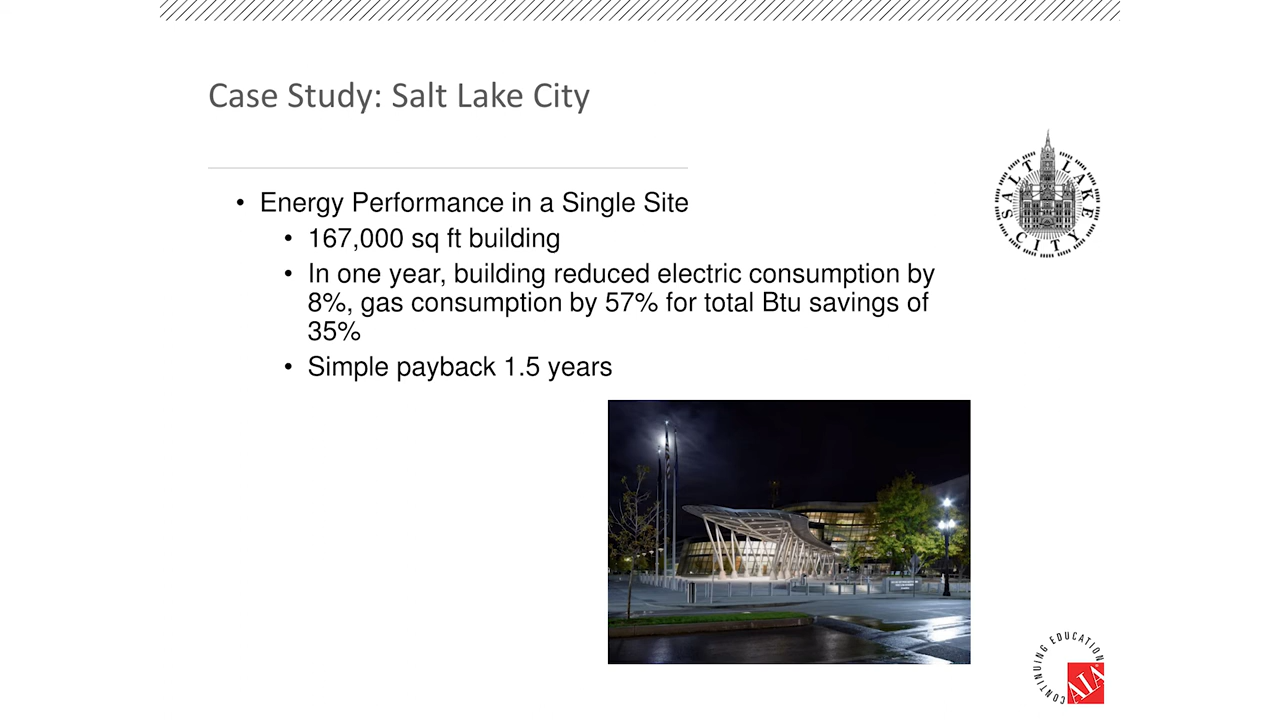 Case Study: Salt Lake City
SALT LAKE CITY
• Energy Performance in a Single Site
• 167,000 sq ft building
• In one year, building reduced electric consumption by
8%, gas consumption by 57% for total Btu savings of
35%
• Simple payback 1.5 years
CONTINUING EDUCATION
AIA